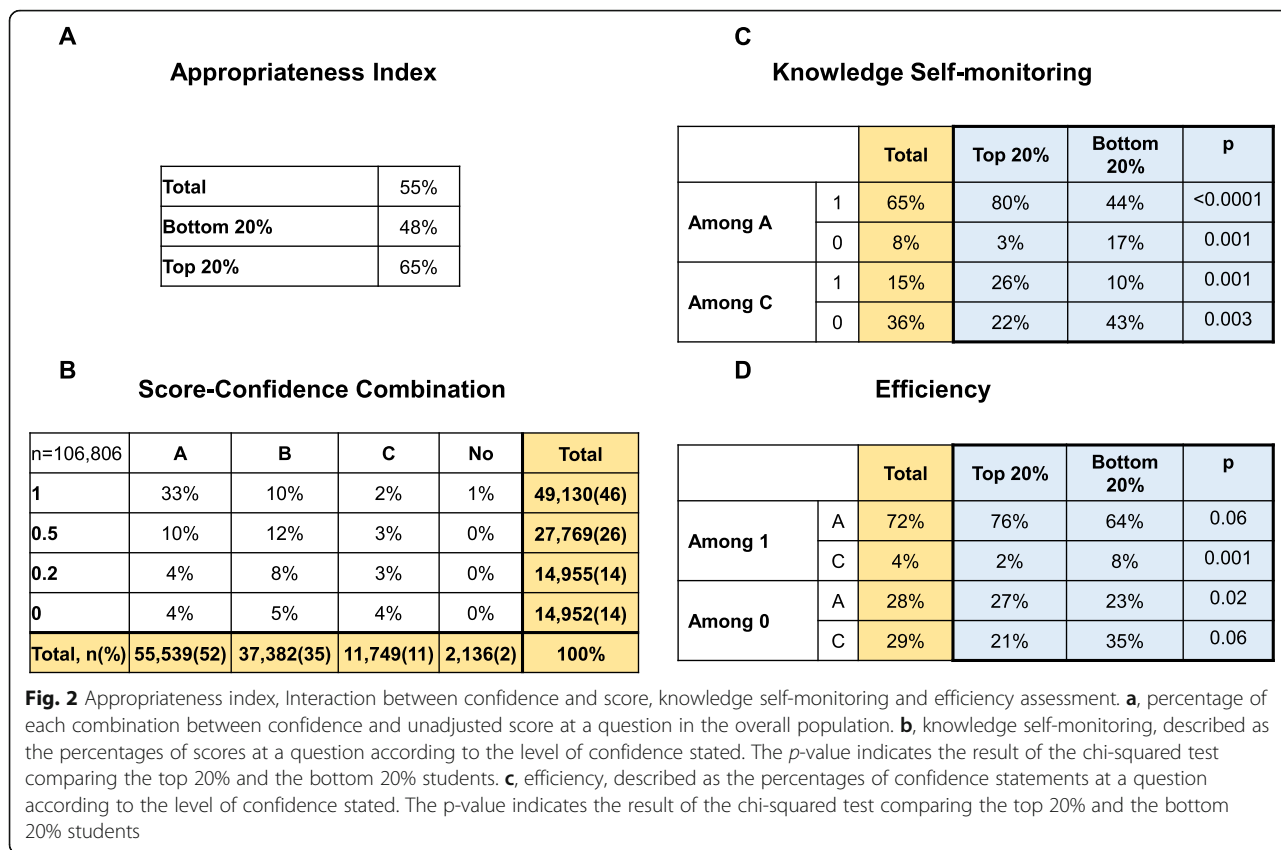 A
Appropriateness Index
Total 55%
Bottom 20% 48%
Top 20% 65%
B
Score-Confidence Combination
n=106,806 A B C No Total
1 33% 10% 2% 1% 49,130(46)
0.5 10% 12% 3% 0% 27,769(26)
0.2 4% 8% 3% 0% 14,955(14)
0 4% 5% 4% 0% 14,952(14)
Total, n(%) 55,539(52) 37,382(35) 11,749(11) 2,136(2) 100%
C
Knowledge Self-monitoring
Total Top 20% Bottom 20% p
Among A 1 65% 80% 44% <0.0001
0 8% 3% 17% 0.001
Among C 1 15% 26% 10% 0.001
0 36% 22% 43% 0.003
D
Efficiency
Total Top 20% Bottom 20% p
Among 1 A 72% 76% 64% 0.06
C 4% 2% 8% 0.001
Among 0 A 28% 27% 23% 0.02
C 29% 21% 35% 0.06
Fig. 2 Appropriateness index, Interaction between confidence and score, knowledge self-monitoring and efficiency assessment. a, percentage of
each combination between confidence and unadjusted score at a question in the overall population. b, knowledge self-monitoring, described as
the percentages of scores at a question according to the level of confidence stated. The p-value indicates the result of the chi-squared test
comparing the top 20% and the bottom 20% students. c, efficiency, described as the percentages of confidence statements at a question
according to the level of confidence stated. The p-value indicates the result of the chi-squared test comparing the top 20% and the bottom
20% students